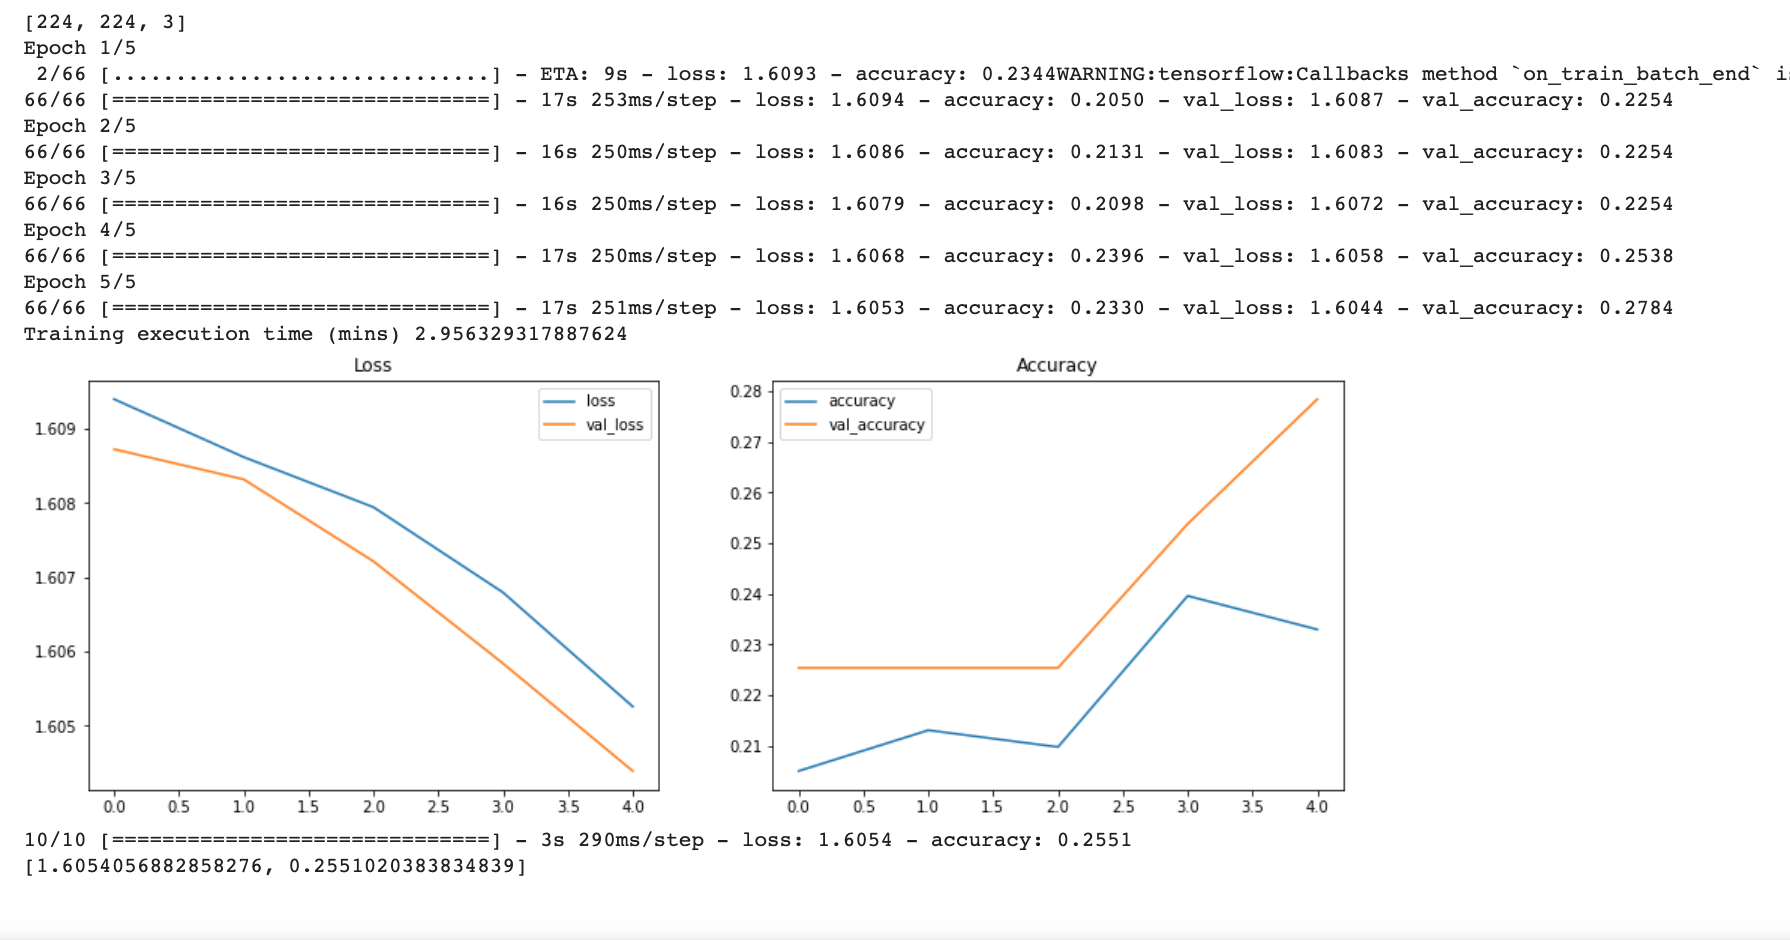 [224, 224, 3]
Epoch 1/5
2/66 [..............................] - ETA: 9s - loss: 1.6093 - accuracy: 0.2344WARNING:tensorflow:Callbacks method `on_train_batch_end` i
66/66 [==============================] - 17s 253ms/step - loss: 1.6094 - accuracy: 0.2050 - val_loss: 1.6087 - val_accuracy: 0.2254
Epoch 2/5
66/66 [==============================] - 16s 250ms/step - loss: 1.6086 - accuracy: 0.2131 - val_loss: 1.6083 - val_accuracy: 0.2254
Epoch 3/5
66/66 [==============================] - 16s 250ms/step - loss: 1.6079 - accuracy: 0.2098 - val_loss: 1.6072 - val_accuracy: 0.2254
Epoch 4/5
66/66 [==============================] - 17s 250ms/step - loss: 1.6068 - accuracy: 0.2396 - val_loss: 1.6058 - val_accuracy: 0.2538
Epoch 5/5
66/66 [==============================] - 17s 251ms/step - loss: 1.6053 - accuracy: 0.2330 - val_loss: 1.6044 - val_accuracy: 0.2784
Training execution time (mins) 2.956329317887624
Loss
loss
val_loss
1.609
1.608
1.607
1.606
1.605
0.0 0.5 1.0 1.5 2.0 2.5 3.0 3.5 4.0
Accuracy
accuracy
val_accuracy
0.28
0.27
0.26
0.25
0.24
0.23
0.22
0.21
0.0 0.5 1.0 1.5 2.0 2.5 3.0 3.5 4.0
10/10 [==============================] - 3s 290ms/step - loss: 1.6054 - accuracy: 0.2551
[1.6054056882858276, 0.2551020383834839]